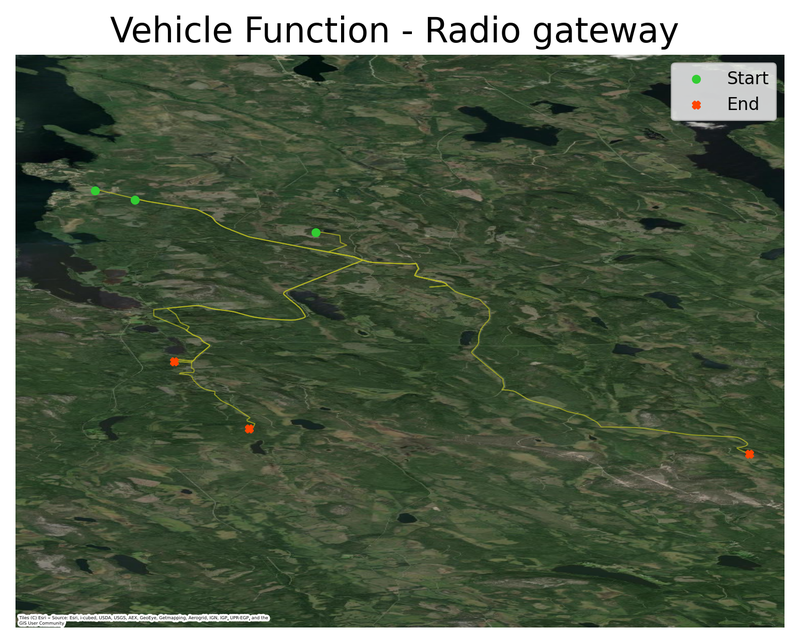 Vehicle Function - Radio gateway
Start
End
Tiles (C) Esri -- Source: Esri, i-cubed, USDA, USGS, AEX, GeoEye, Getmapping, Aerogrid, IGN, IGP, UPR-EGP, and the
GIS User Community